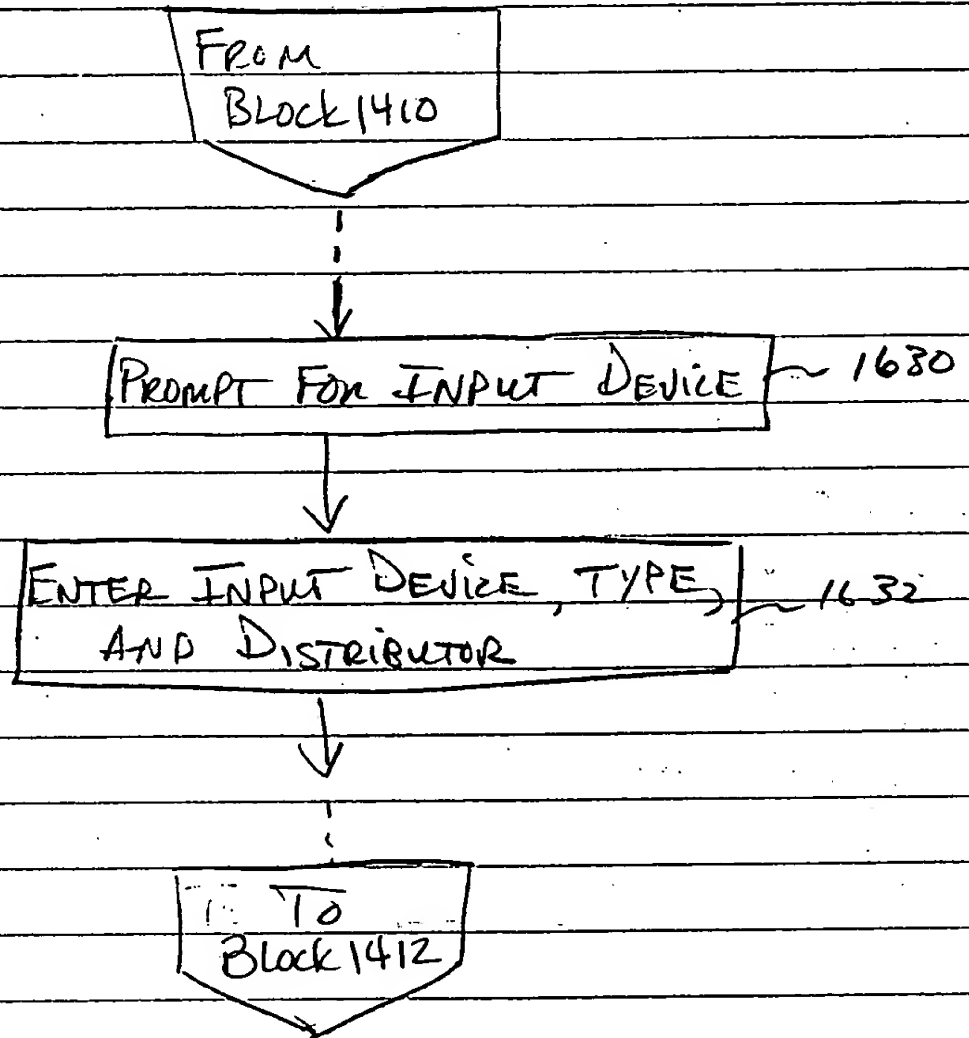 FROM
BLOCK 1410
PROMPT FOR INPUT DEVICE
1630
ENTER INPUT DEVICE, TYPE,
1632
AND DISTRIBUTOR
TO
BLOCK 1412